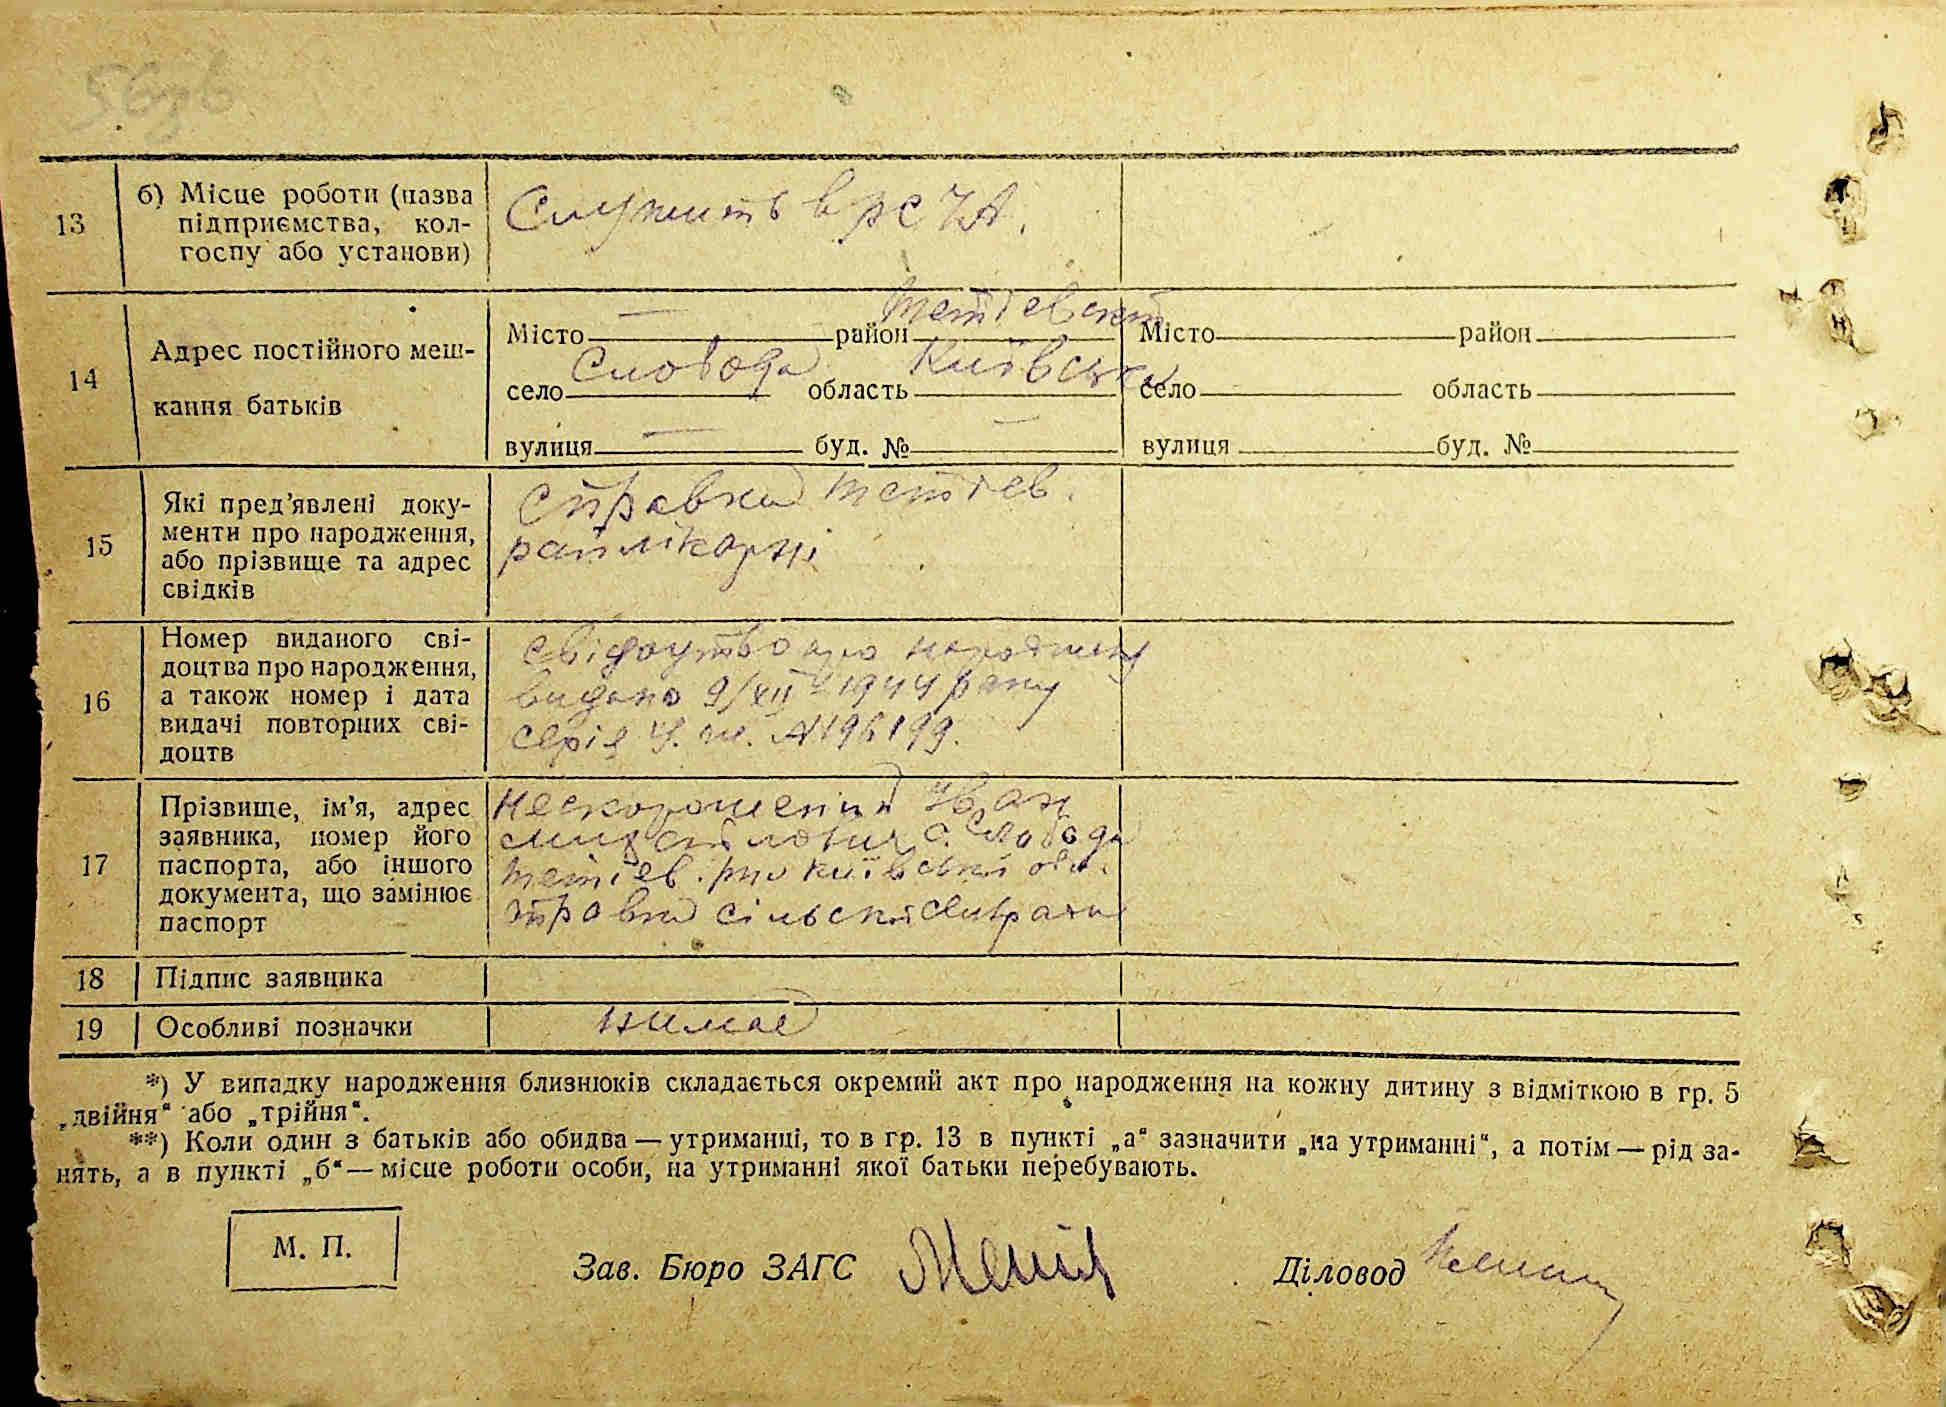 13 б) Місце роботи (назва
підприємства, кол-
госпу або установи)
Служить в РСЧА.
14 Адрес постійного меш-
кання батьків
Місто — район Тетієвский
село Слобода область Київська
вулиця — буд. № —
Місто район
село область
вулиця буд. №
15 Які пред’явлені доку-
менти про народження,
або прізвище та адрес
свідків
Справка Тетіев.
райлікарні
16 Номер виданого сві-
доцтва про народження,
а також номер і дата
видачі повторних сві-
доцтв
свідоцтво про
видано 9/XII 1944 року
серія А196199.
17 Прізвище, ім’я, адрес
заявника, номер його
паспорта, або іншого
документа, що замінює
паспорт
Нескорошений Іван
с. Слобода
Тетіев. р-ну Київської обл.
справка сільської
18 Підпис заявника
19 Особливі позначки
нимае
*) У випадку народження близнюків складається окремий акт про народження на кожну дитину з відміткою в гр. 5
„двійня“ або „трійня“.
**) Коли один з батьків або обидва — утриманці, то в гр. 13 в пункті „а“ зазначити „на утриманні“, а потім — рід за-
нять, а в пункті „б“ — місце роботи особи, на утриманні якої батьки перебувають.
М. П.
Зав. Бюро ЗАГС
Діловод